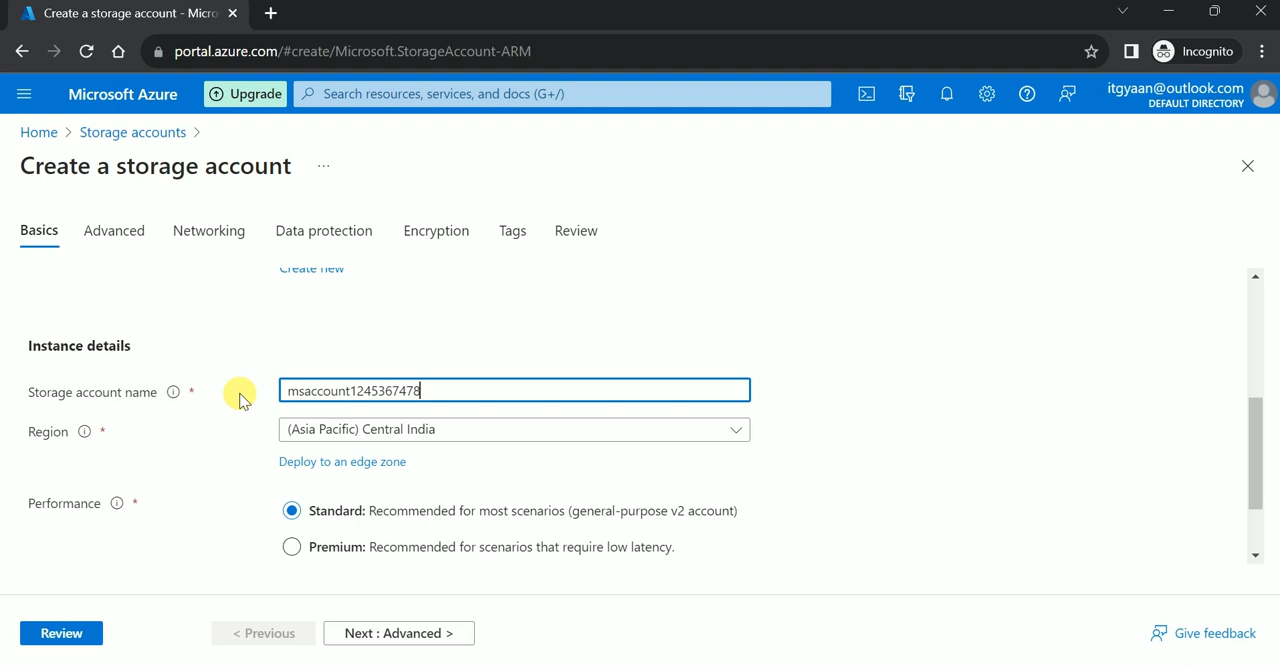 Create a storage account - Micro
portal.azure.com/#create/Microsoft.StorageAccount-ARM
Incognito
Microsoft Azure
Upgrade
Search resources, services, and docs (G+/)
itgyaan@outlook.com
DEFAULT DIRECTORY
Home > Storage accounts >
Create a storage account ...
Basics Advanced Networking Data protection Encryption Tags Review
Create new
Instance details
Storage account name * msaccount1245367478
Region * (Asia Pacific) Central India
Deploy to an edge zone
Performance *
Standard: Recommended for most scenarios (general-purpose v2 account)
Premium: Recommended for scenarios that require low latency.
Review
< Previous
Next : Advanced >
Give feedback